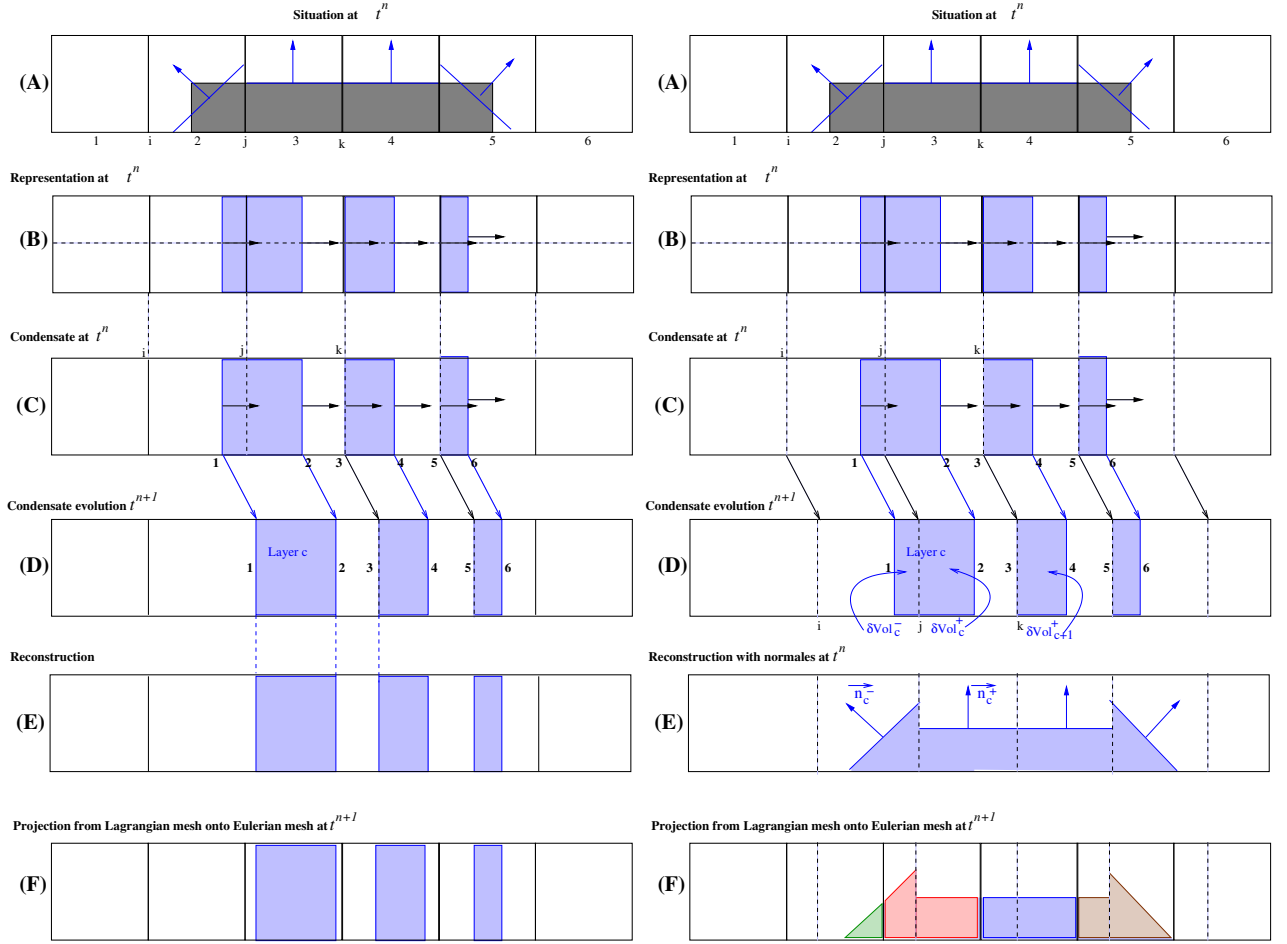 Situation at t^n
Situation at t^n
(A)
1 i 2 j 3 k 4 5 6
(A)
1 i 2 j 3 k 4 5 6
Representation at t^n
Representation at t^n
(B)
(B)
Condensate at t^n
Condensate at t^n
i j k
i j k
(C)
(C)
1 2 3 4 5 6
1 2 3 4 5 6
Condensate evolution t^{n+1}
Condensate evolution t^{n+1}
(D)
Layer c
1 2 3 4 5 6
(D)
Layer c
1 2 3 4 5 6
i δVol_c^- j δVol_c^+ k δVol_{c+1}^+
Reconstruction
Reconstruction with normales at t^n
(E)
(E)
n_c^- n_c^+
Projection from Lagrangian mesh onto Eulerian mesh at t^{n+1}
Projection from Lagrangian mesh onto Eulerian mesh at t^{n+1}
(F)
(F)